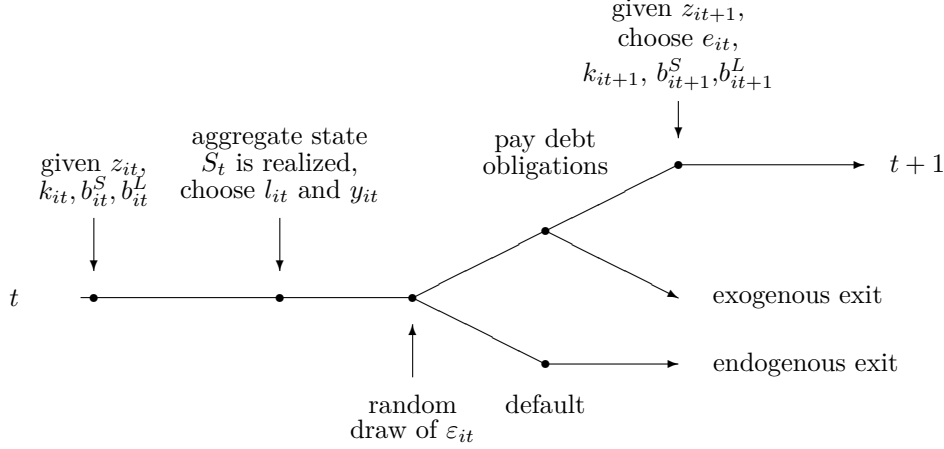 given z_{it+1},
choose e_{it},
k_{it+1}, b^S_{it+1},b^L_{it+1}
aggregate state
S_t is realized,
choose l_{it} and y_{it}
given z_{it},
k_{it}, b^S_{it}, b^L_{it}
pay debt
obligations
t + 1
t
exogenous exit
endogenous exit
random
draw of ε_{it}
default